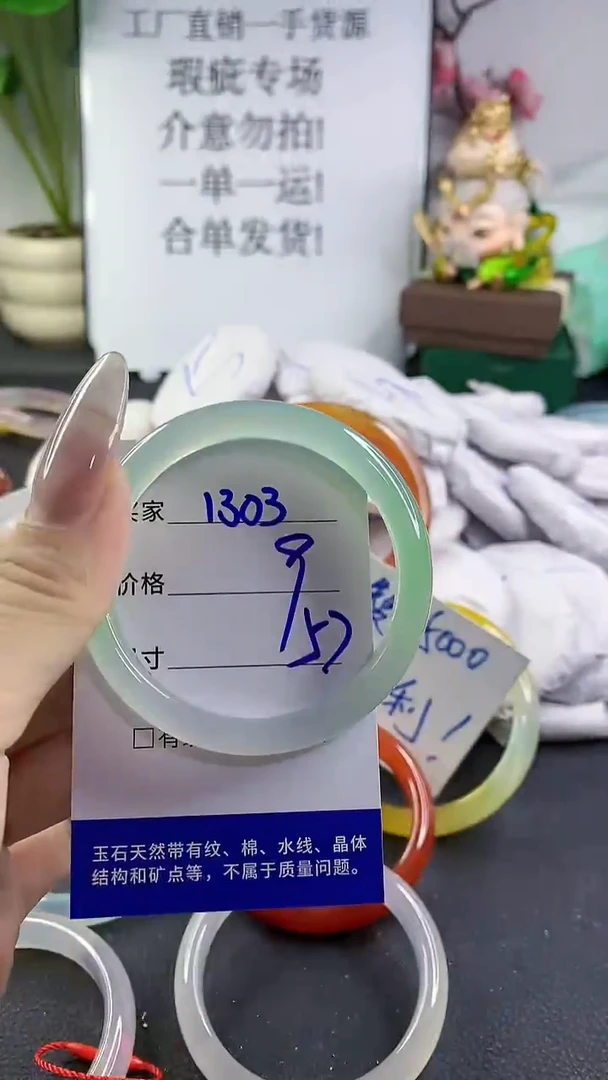 工厂直销一手货源
瑕疵专场
介意勿拍!
一单一运!
合单发货!
家 1303
价格
寸 57
有
5000
利!
玉石天然带有纹、棉、水线、晶体
结构和矿点等，不属于质量问题。